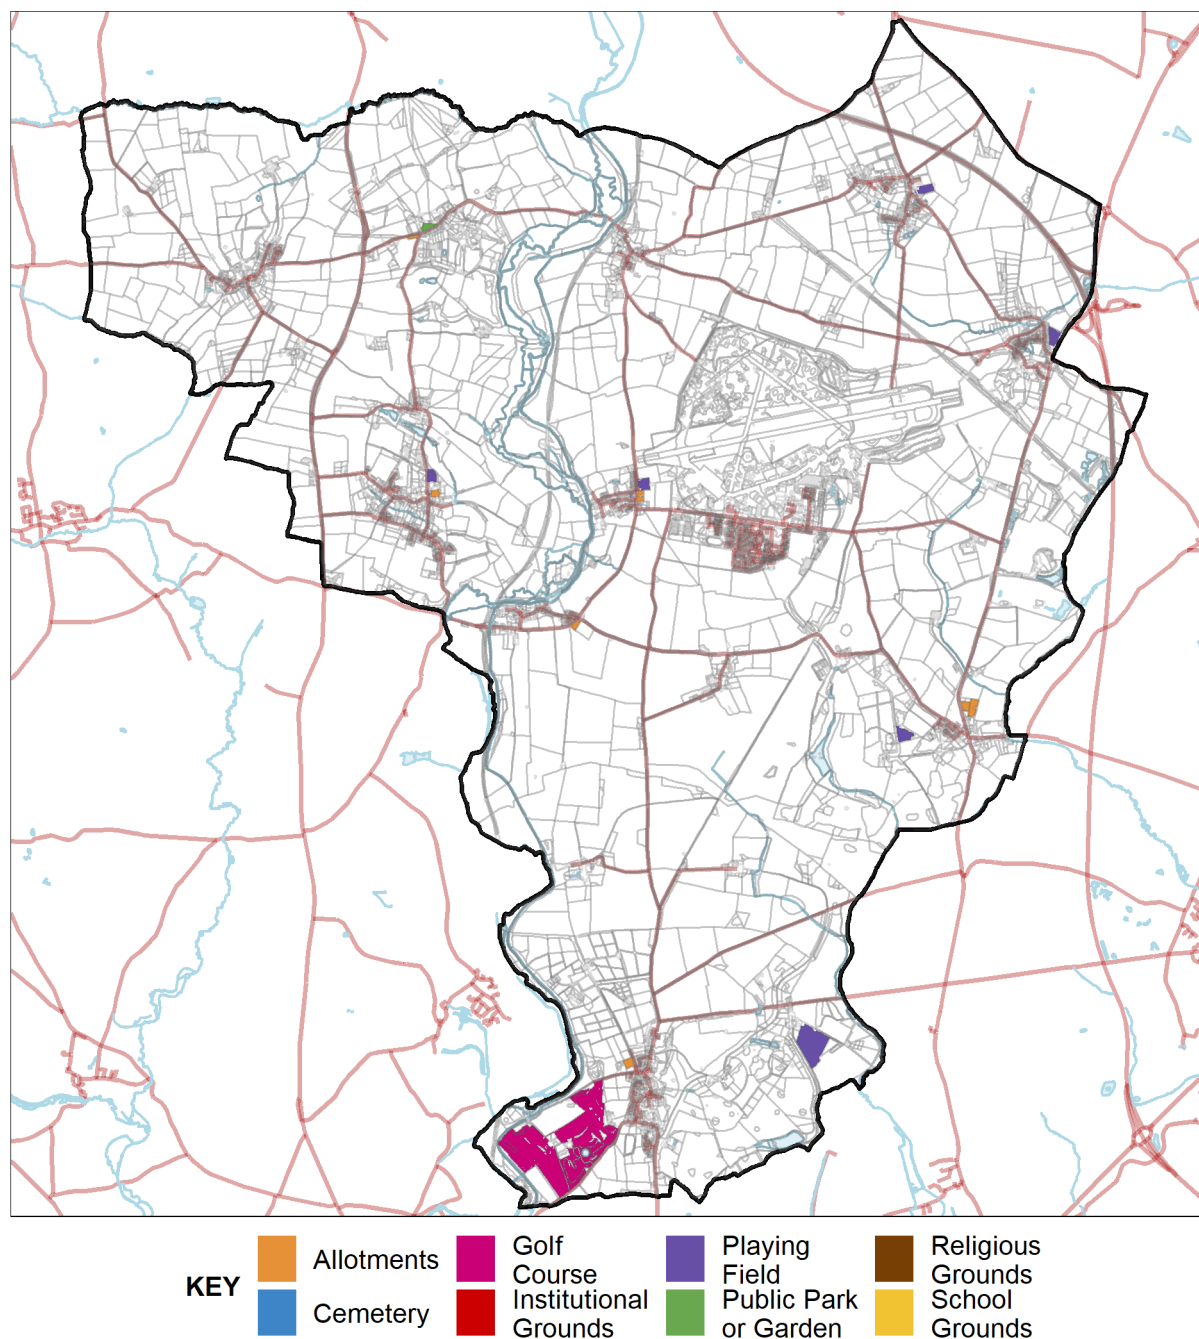 KEY
Allotments
Cemetery
Golf
Course
Institutional
Grounds
Playing
Field
Public Park
or Garden
Religious
Grounds
School
Grounds